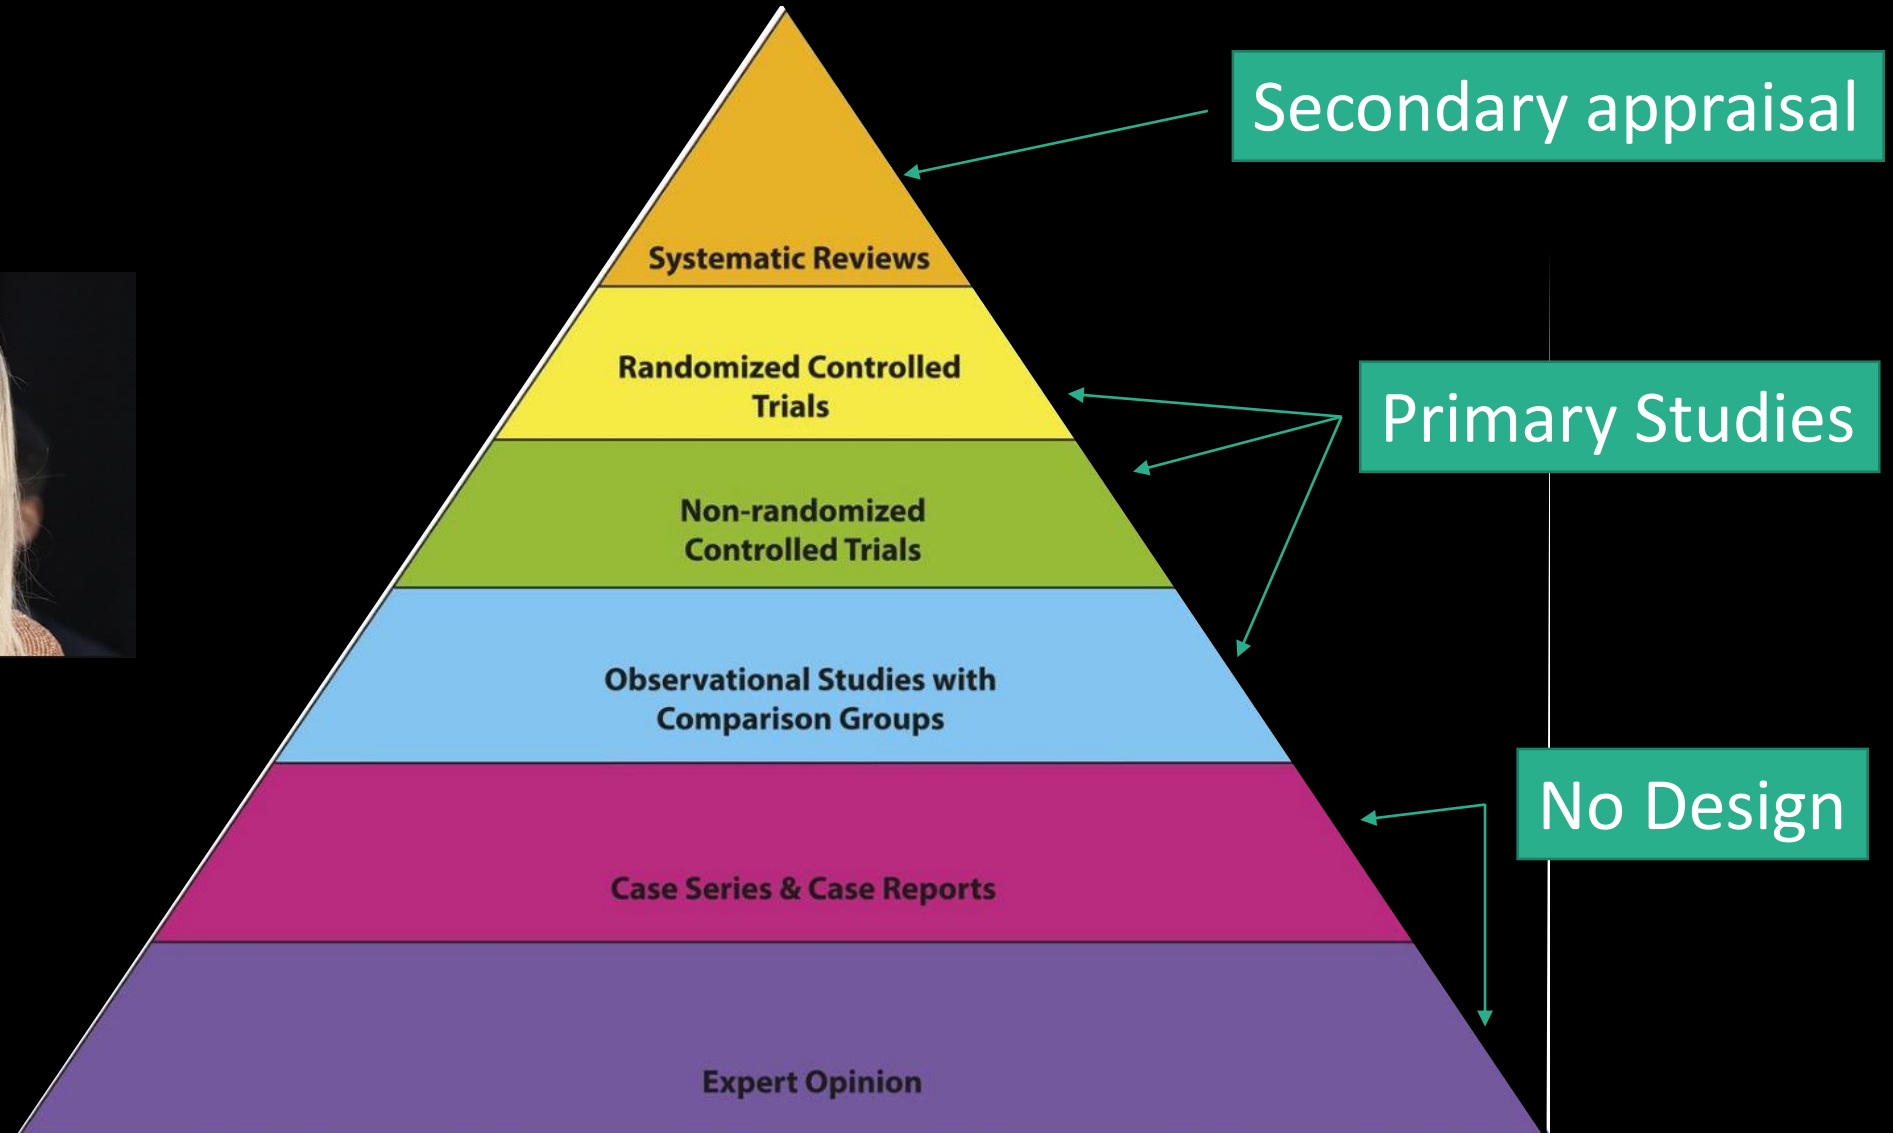 Secondary appraisal
Systematic Reviews
Randomized Controlled
Trials
Primary Studies
Non-randomized
Controlled Trials
Observational Studies with
Comparison Groups
No Design
Case Series & Case Reports
Expert Opinion